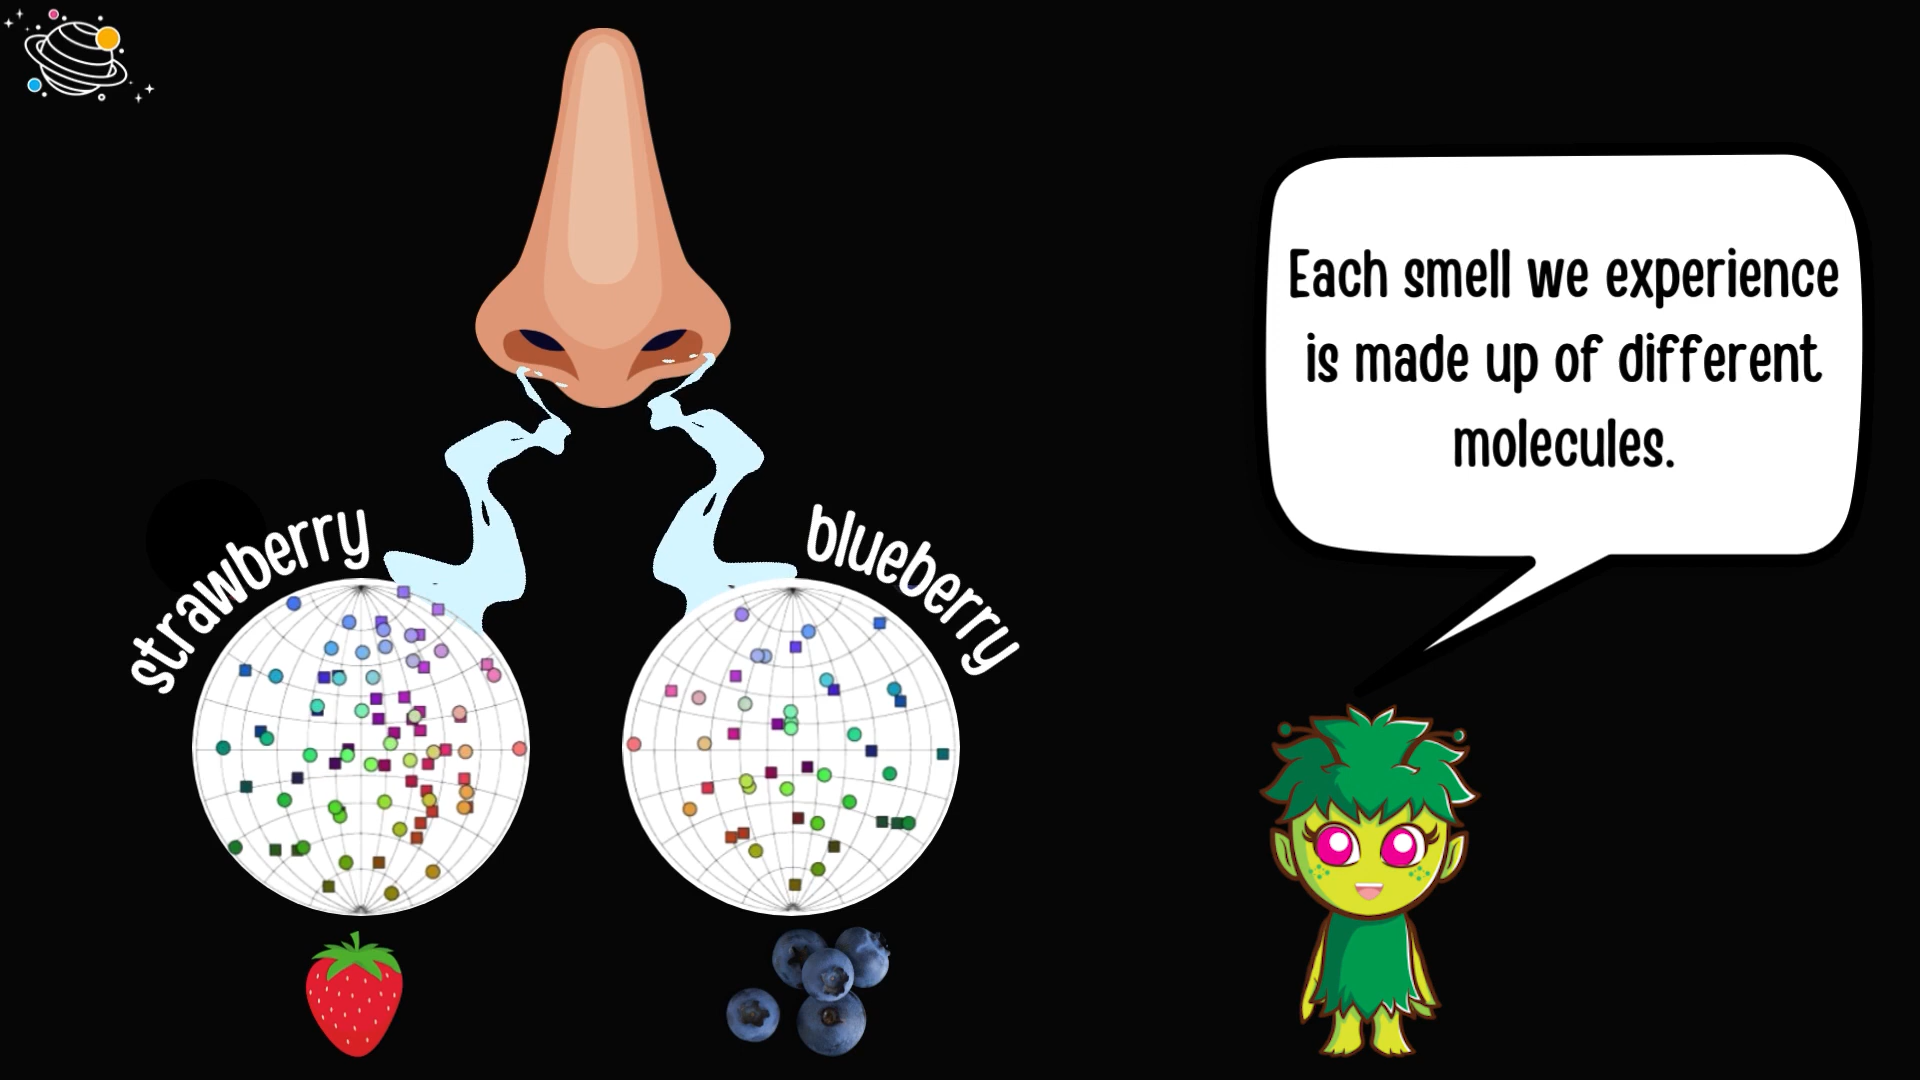 strawberry
blueberry
Each smell we experience
is made up of different
molecules.